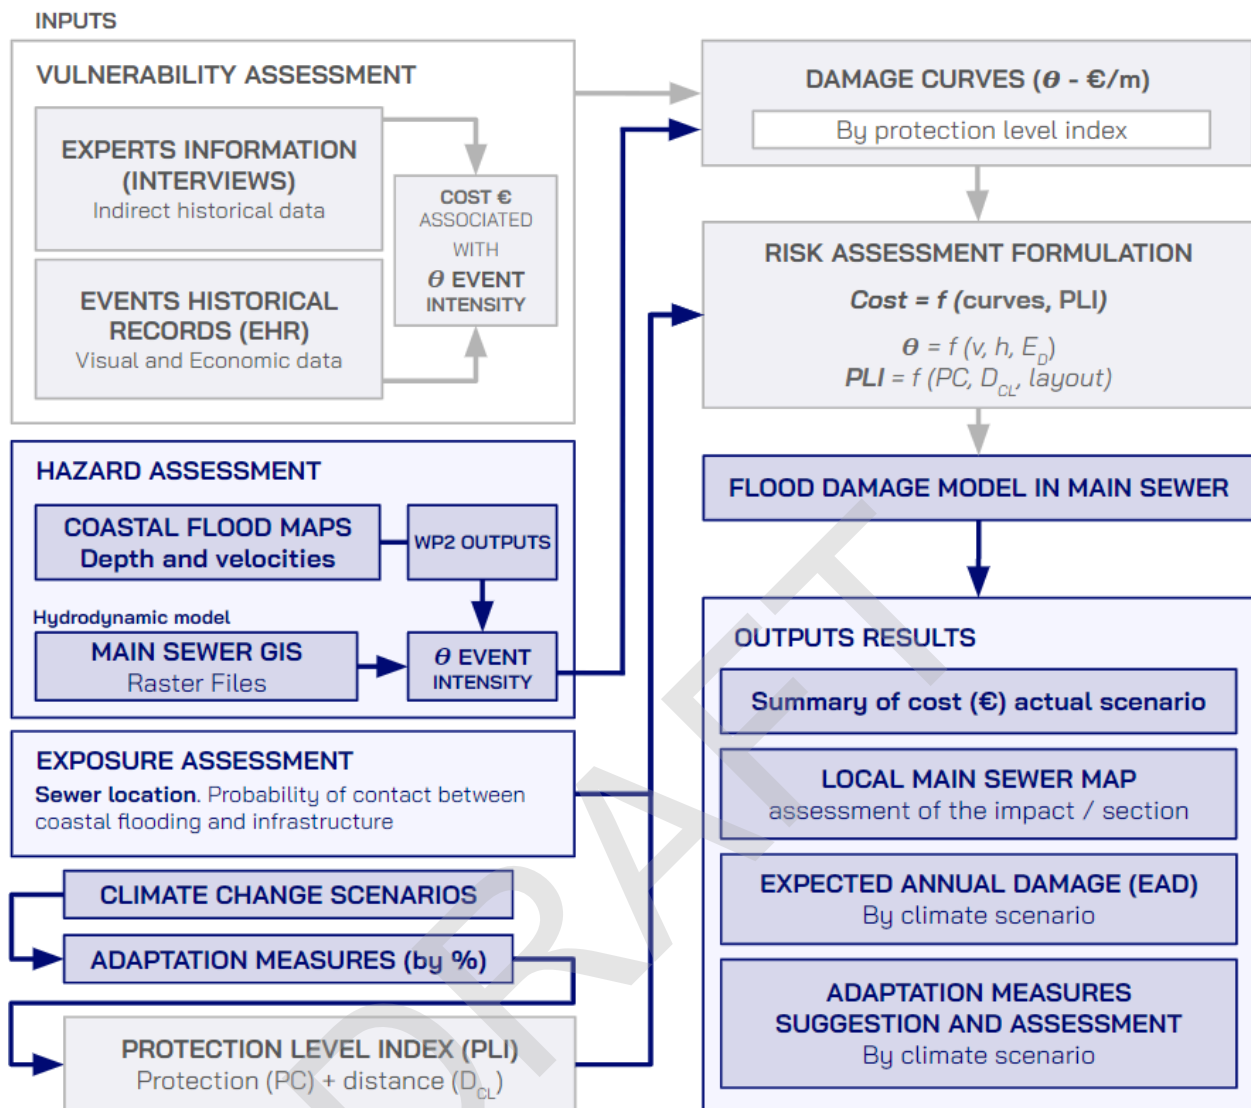 INPUTS
VULNERABILITY ASSESSMENT
EXPERTS INFORMATION
(INTERVIEWS)
Indirect historical data
EVENTS HISTORICAL
RECORDS (EHR)
Visual and Economic data
COST €
ASSOCIATED
WITH
θ EVENT
INTENSITY
HAZARD ASSESSMENT
COASTAL FLOOD MAPS
Depth and velocities
WP2 OUTPUTS
Hydrodynamic model
MAIN SEWER GIS
Raster Files
θ EVENT
INTENSITY
EXPOSURE ASSESSMENT
Sewer location. Probability of contact between
coastal flooding and infrastructure
CLIMATE CHANGE SCENARIOS
ADAPTATION MEASURES (by %)
PROTECTION LEVEL INDEX (PLI)
Protection (PC) + distance (D_CL)
DAMAGE CURVES (θ - €/m)
By protection level index
RISK ASSESSMENT FORMULATION
Cost = f (curves, PLI)
θ = f (v, h, E_D)
PLI = f (PC, D_CL, layout)
FLOOD DAMAGE MODEL IN MAIN SEWER
OUTPUTS RESULTS
Summary of cost (€) actual scenario
LOCAL MAIN SEWER MAP
assessment of the impact / section
EXPECTED ANNUAL DAMAGE (EAD)
By climate scenario
ADAPTATION MEASURES
SUGGESTION AND ASSESSMENT
By climate scenario
DRAFT